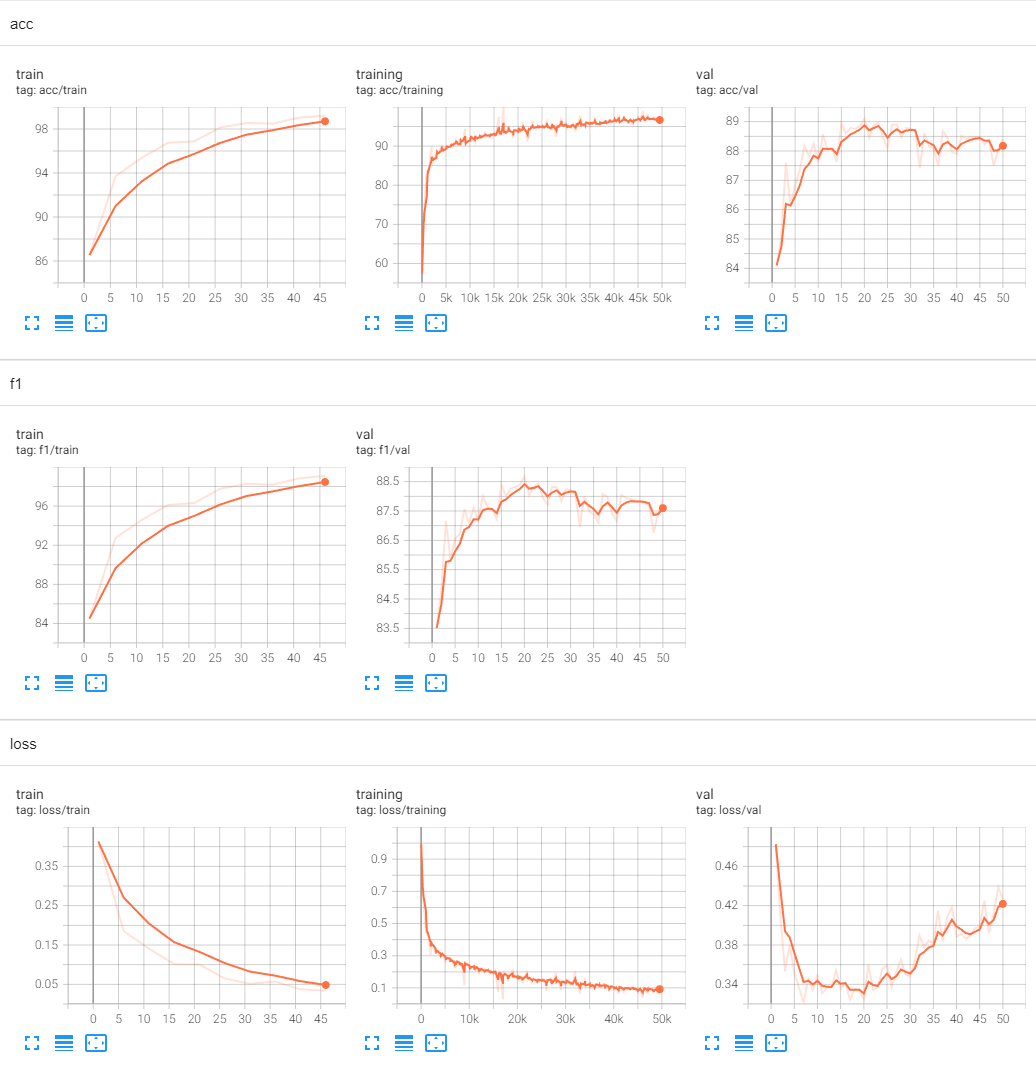 acc
train
tag: acc/train
98
94
90
86
0 5 10 15 20 25 30 35 40 45
training
tag: acc/training
90
80
70
60
0 5k 10k 15k 20k 25k 30k 35k 40k 45k 50k
val
tag: acc/val
89
88
87
86
85
84
0 5 10 15 20 25 30 35 40 45 50
f1
train
tag: f1/train
96
92
88
84
0 5 10 15 20 25 30 35 40 45
val
tag: f1/val
88.5
87.5
86.5
85.5
84.5
83.5
0 5 10 15 20 25 30 35 40 45 50
loss
train
tag: loss/train
0.35
0.25
0.15
0.05
0 5 10 15 20 25 30 35 40 45
training
tag: loss/training
0.9
0.7
0.5
0.3
0.1
0 10k 20k 30k 40k 50k
val
tag: loss/val
0.46
0.42
0.38
0.34
0 5 10 15 20 25 30 35 40 45 50